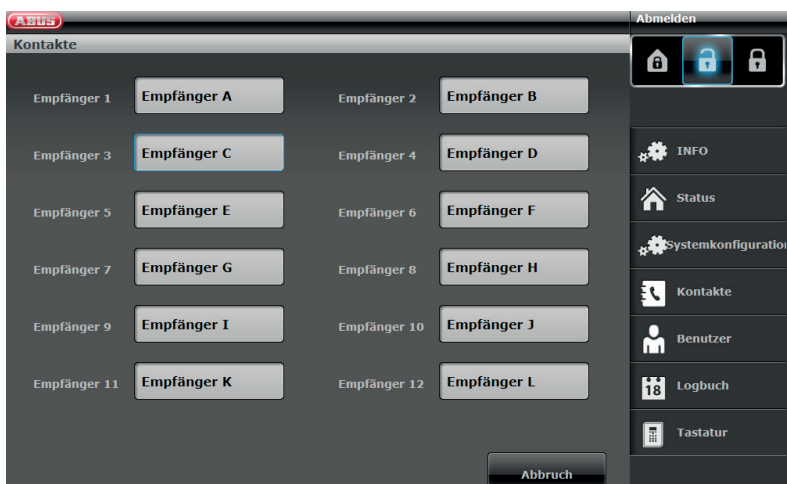 ABUS
Abmelden
Kontakte
Empfänger 1 Empfänger A Empfänger 2 Empfänger B
Empfänger 3 Empfänger C Empfänger 4 Empfänger D
Empfänger 5 Empfänger E Empfänger 6 Empfänger F
Empfänger 7 Empfänger G Empfänger 8 Empfänger H
Empfänger 9 Empfänger I Empfänger 10 Empfänger J
Empfänger 11 Empfänger K Empfänger 12 Empfänger L
Abbruch
INFO
Status
Systemkonfiguration
Kontakte
Benutzer
18 Logbuch
Tastatur